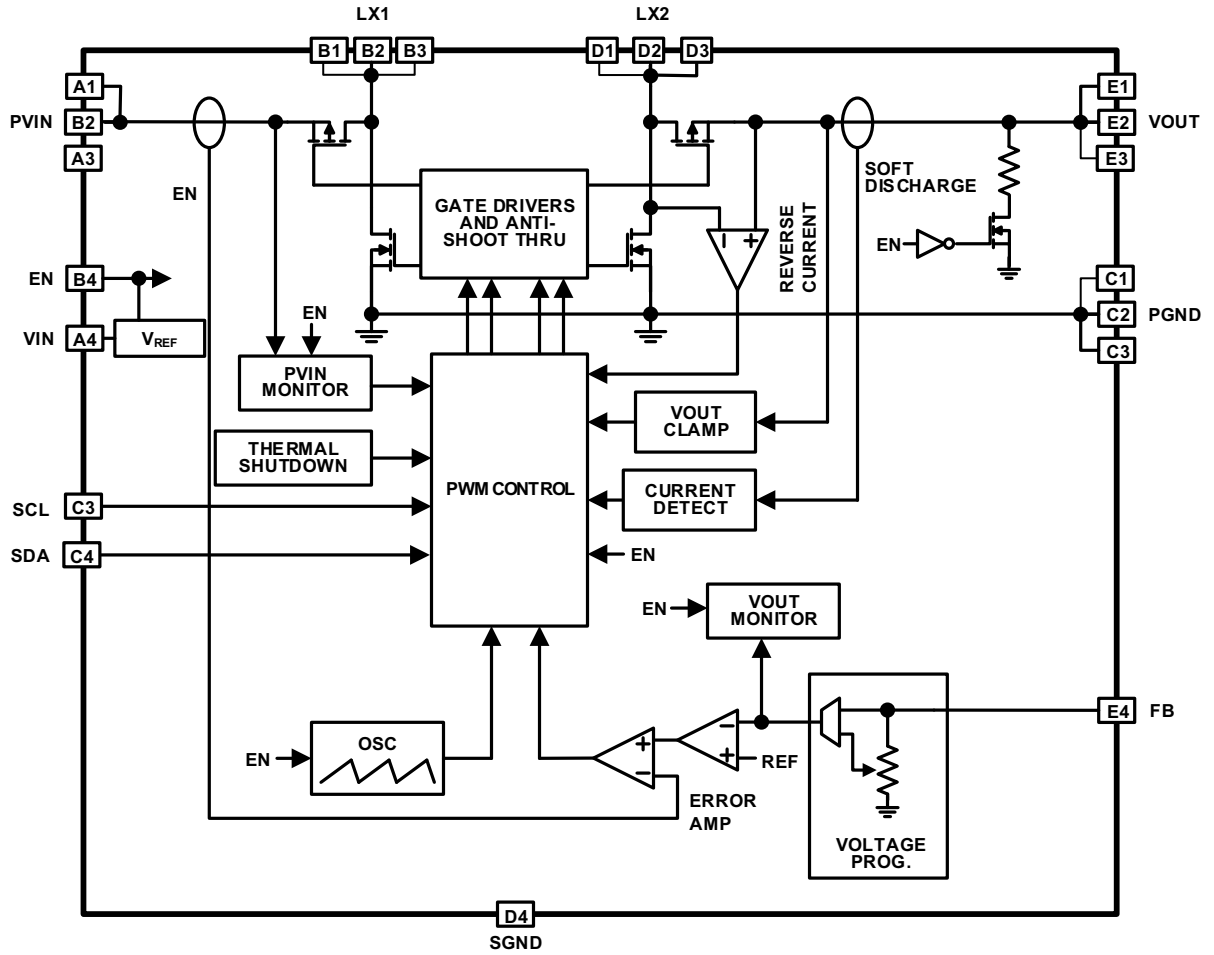 LX1
LX2
B1
B2
B3
D1
D2
D3
A1
PVIN
B2
A3
E1
E2
VOUT
E3
EN
GATE DRIVERS
AND ANTI-
SHOOT THRU
REVERSE
CURRENT
SOFT
DISCHARGE
EN
EN
B4
VIN
A4
VREF
EN
C1
C2
PGND
C3
PVIN
MONITOR
VOUT
CLAMP
THERMAL
SHUTDOWN
PWM CONTROL
CURRENT
DETECT
SCL
C3
SDA
C4
EN
EN
VOUT
MONITOR
E4
FB
EN
OSC
REF
ERROR
AMP
VOLTAGE
PROG.
D4
SGND